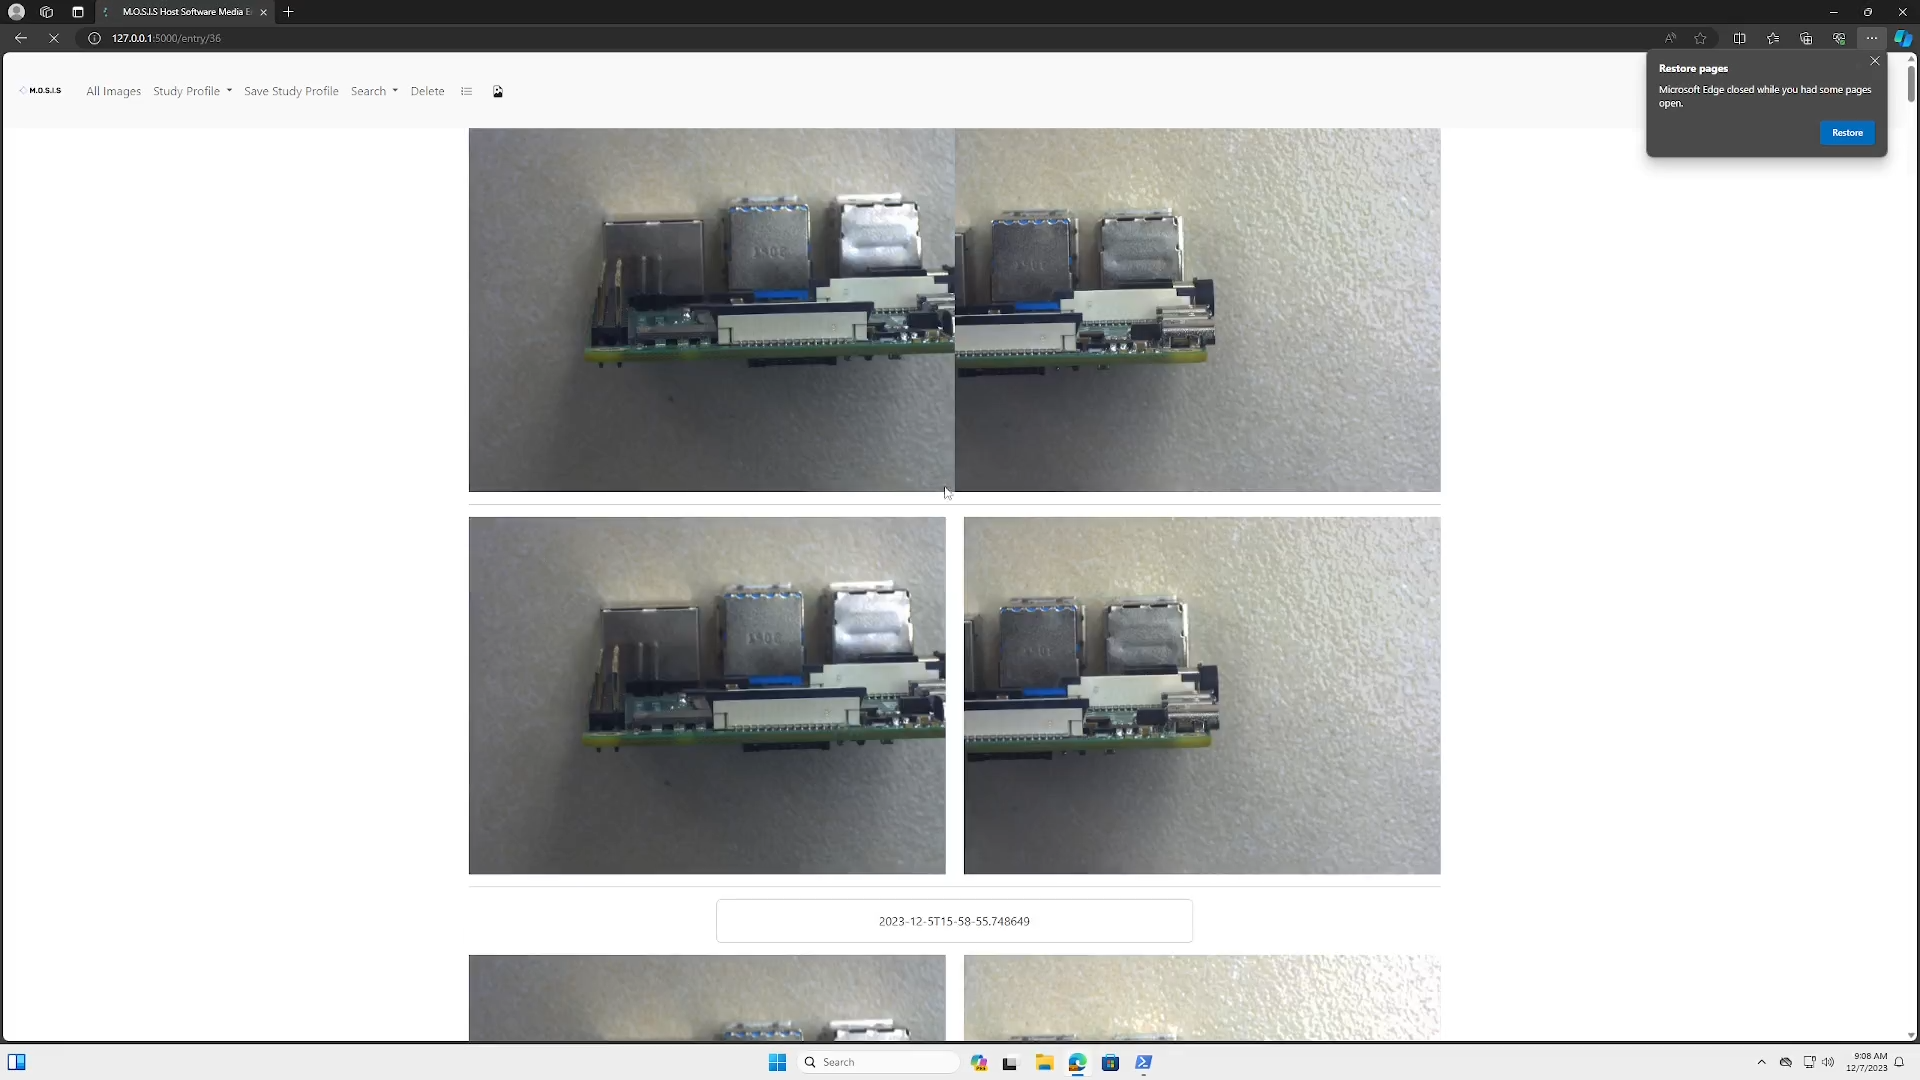 M.O.S.I.S Host Software Media E
127.0.0.1:5000/entry/36
Restore pages
Microsoft Edge closed while you had some pages
open.
Restore
M.O.S.I.S
All Images
Study Profile
Save Study Profile
Search
Delete
2023-12-5T15-58-55.748649
Search
9:08 AM
12/7/2023